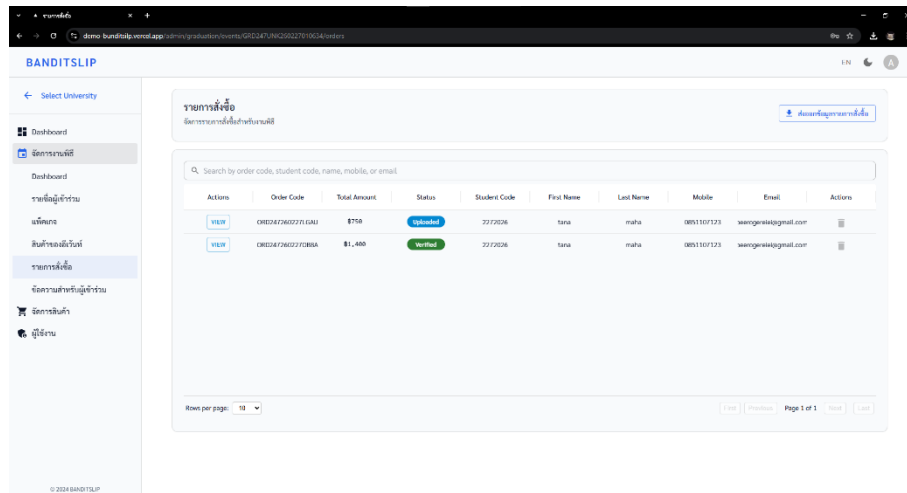 รายการสั่งซื้อ
demo-bunditslip.vercel.app/admin/graduation/events/GRD247UNK260227010634/orders
BANDITSLIP
EN
A
Select University
Dashboard
จัดการงานพิธี
Dashboard
รายชื่อผู้เข้าร่วม
แพ็คเกจ
สินค้าของอีเว้นท์
รายการสั่งซื้อ
ข้อความสำหรับผู้เข้าร่วม
จัดการสินค้า
ผู้ใช้งาน
© 2024 BANDITSLIP
รายการสั่งซื้อ
จัดการรายการสั่งซื้อสำหรับงานพิธี
ส่งออกข้อมูลรายการสั่งซื้อ
Search by order code, student code, name, mobile, or email
Actions Order Code Total Amount Status Student Code First Name Last Name Mobile Email Actions
VIEW ฿750 Uploaded 2272026 tana maha 0851107123
VIEW ฿1,400 Verified 2272026 tana maha 0851107123
Rows per page: 10 First Previous Page 1 of 1 Next Last